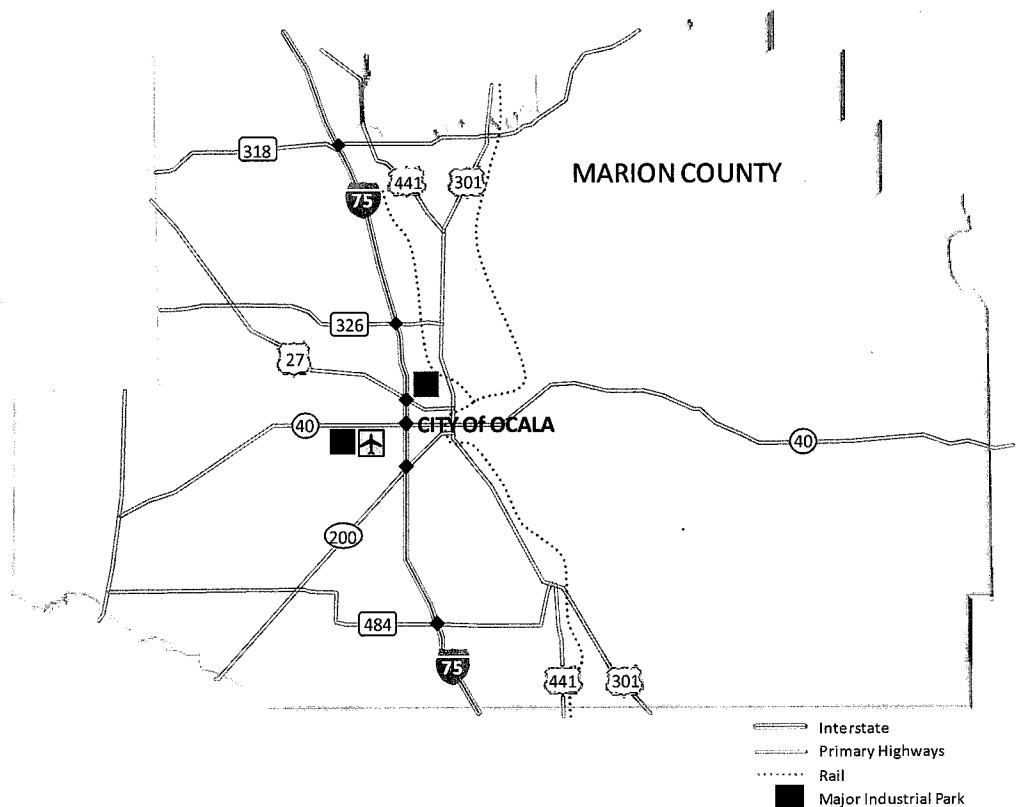 318
MARION COUNTY
441
301
75
326
27
40
CITY Of OCALA
40
200
484
75
441
301
Interstate
Primary Highways
Rail
Major Industrial Park